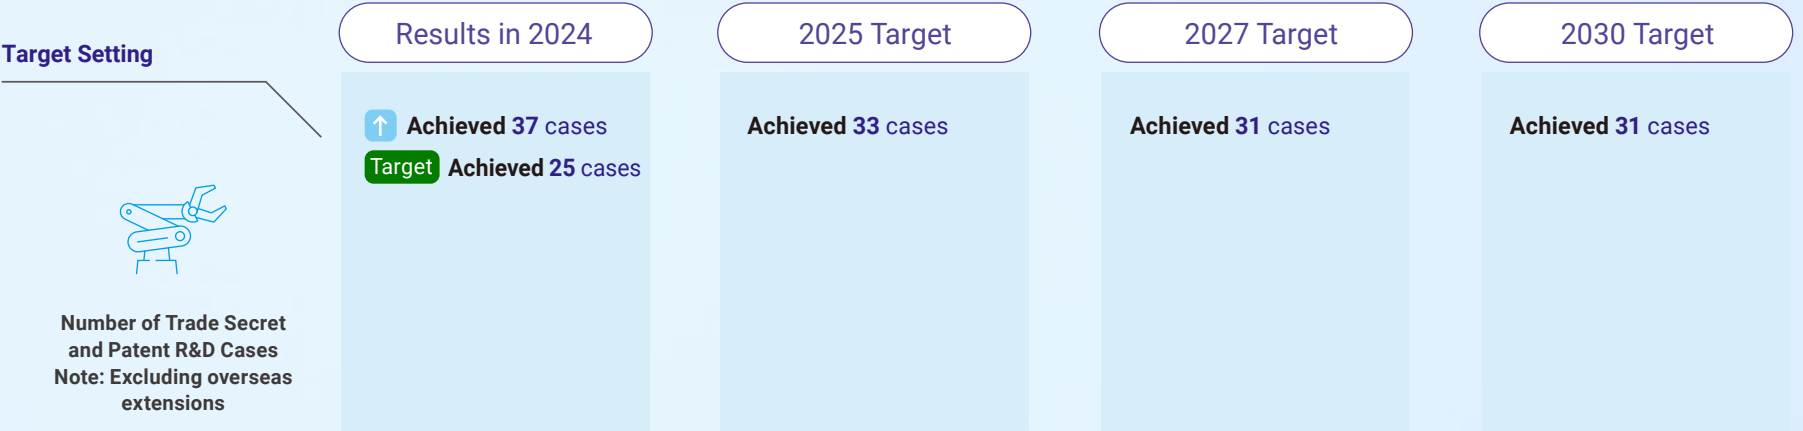 Target Setting
Results in 2024
2025 Target
2027 Target
2030 Target
Number of Trade Secret
and Patent R&D Cases
Note: Excluding overseas
extensions
↑ Achieved 37 cases
Target Achieved 25 cases
Achieved 33 cases
Achieved 31 cases
Achieved 31 cases